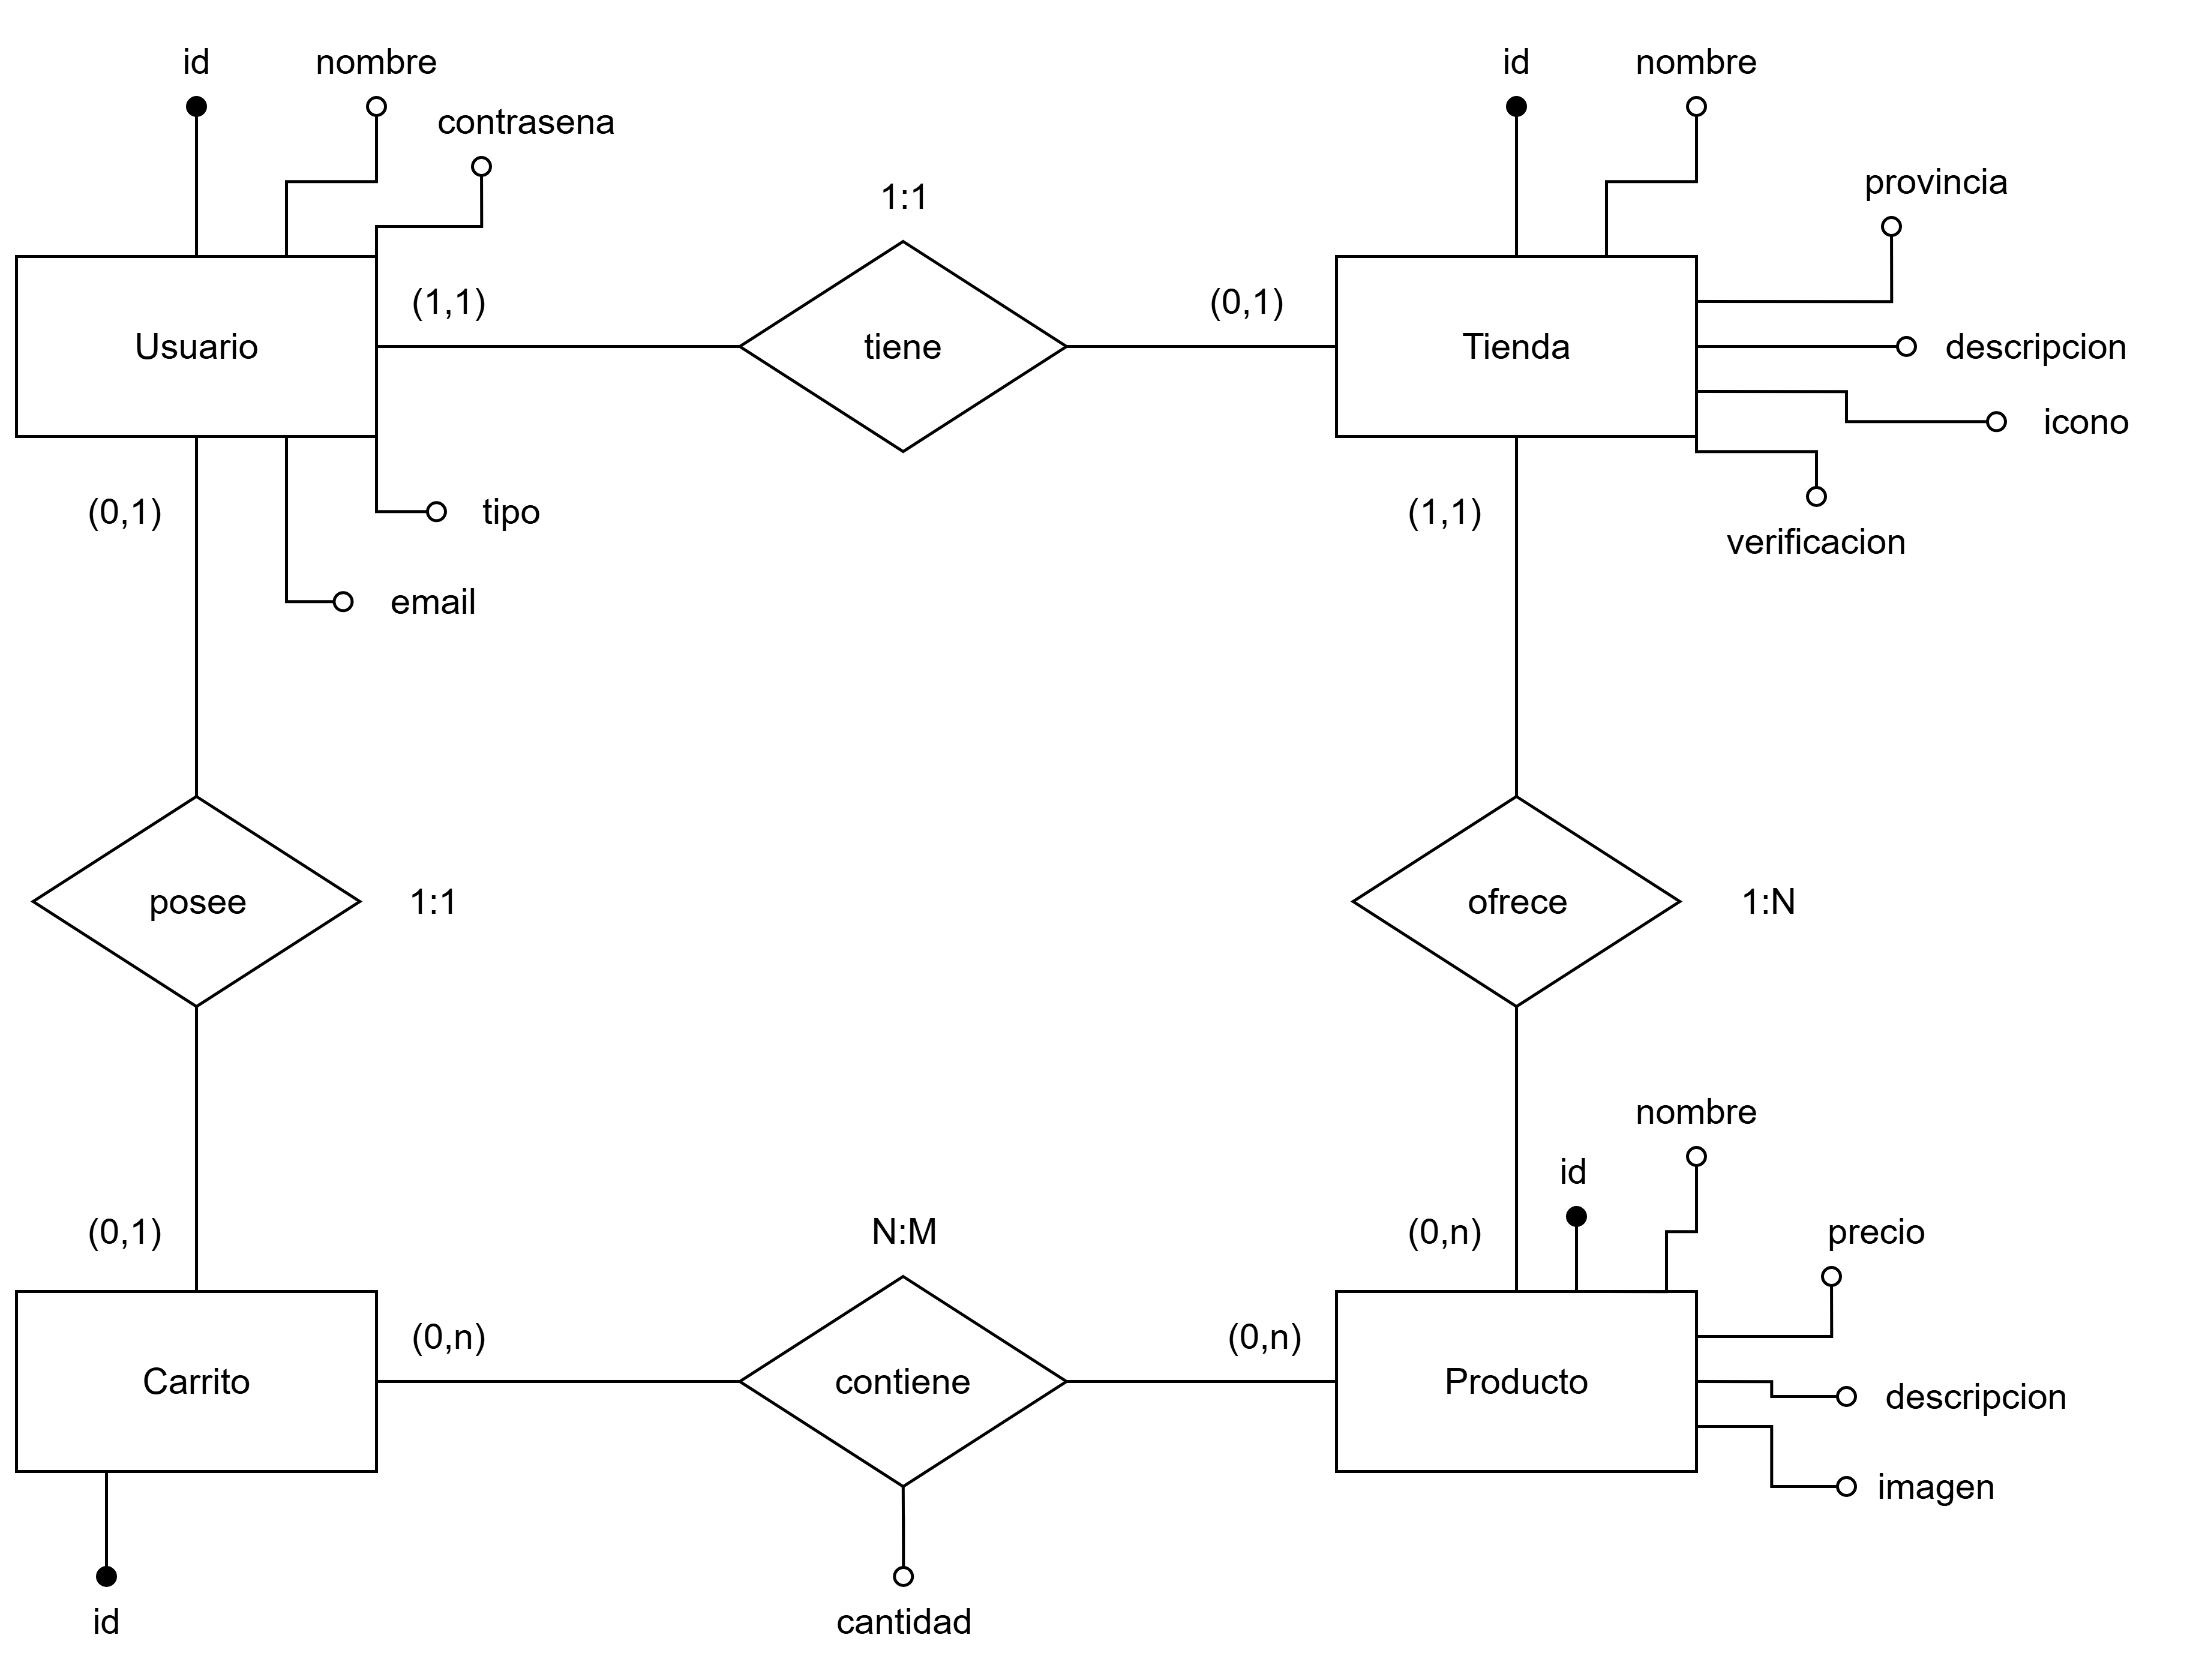 id
nombre
contrasena
id
nombre
provincia
1:1
(1,1)
(0,1)
Usuario
tiene
Tienda
descripcion
icono
(0,1)
tipo
(1,1)
verificacion
email
posee
1:1
ofrece
1:N
nombre
id
(0,1)
N:M
(0,n)
precio
(0,n)
(0,n)
Carrito
contiene
Producto
descripcion
imagen
id
cantidad